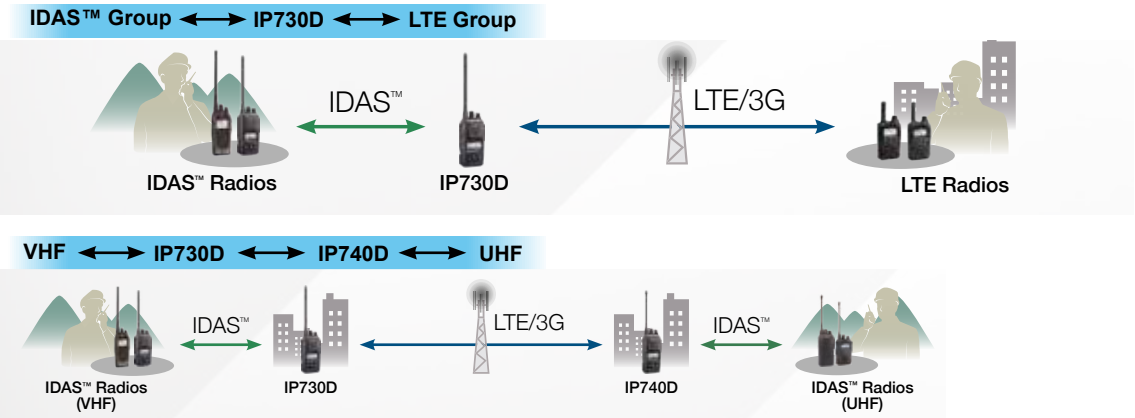 IDAS™ Group IP730D LTE Group
IDAS™
LTE/3G
IDAS™ Radios
IP730D
LTE Radios
VHF IP730D IP740D UHF
IDAS™
LTE/3G
IDAS™
IDAS™ Radios
(VHF)
IP730D
IP740D
IDAS™ Radios
(UHF)